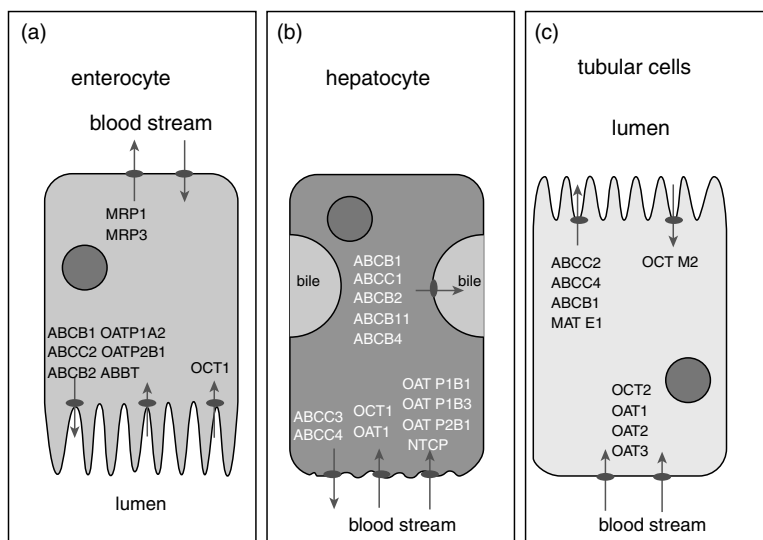 (a)
enterocyte
blood stream
MRP1
MRP3
ABCB1 OATP1A2
ABCC2 OATP2B1
ABCB2 ABBT
OCT1
lumen
(b)
hepatocyte
bile
ABCB1
ABCC1
ABCB2
ABCB11
ABCB4
bile
ABCC3
ABCC4
OCT1
OAT1
OAT P1B1
OAT P1B3
OAT P2B1
NTCP
blood stream
(c)
tubular cells
lumen
ABCC2
ABCC4
ABCB1
MAT E1
OCT M2
OCT2
OAT1
OAT2
OAT3
blood stream